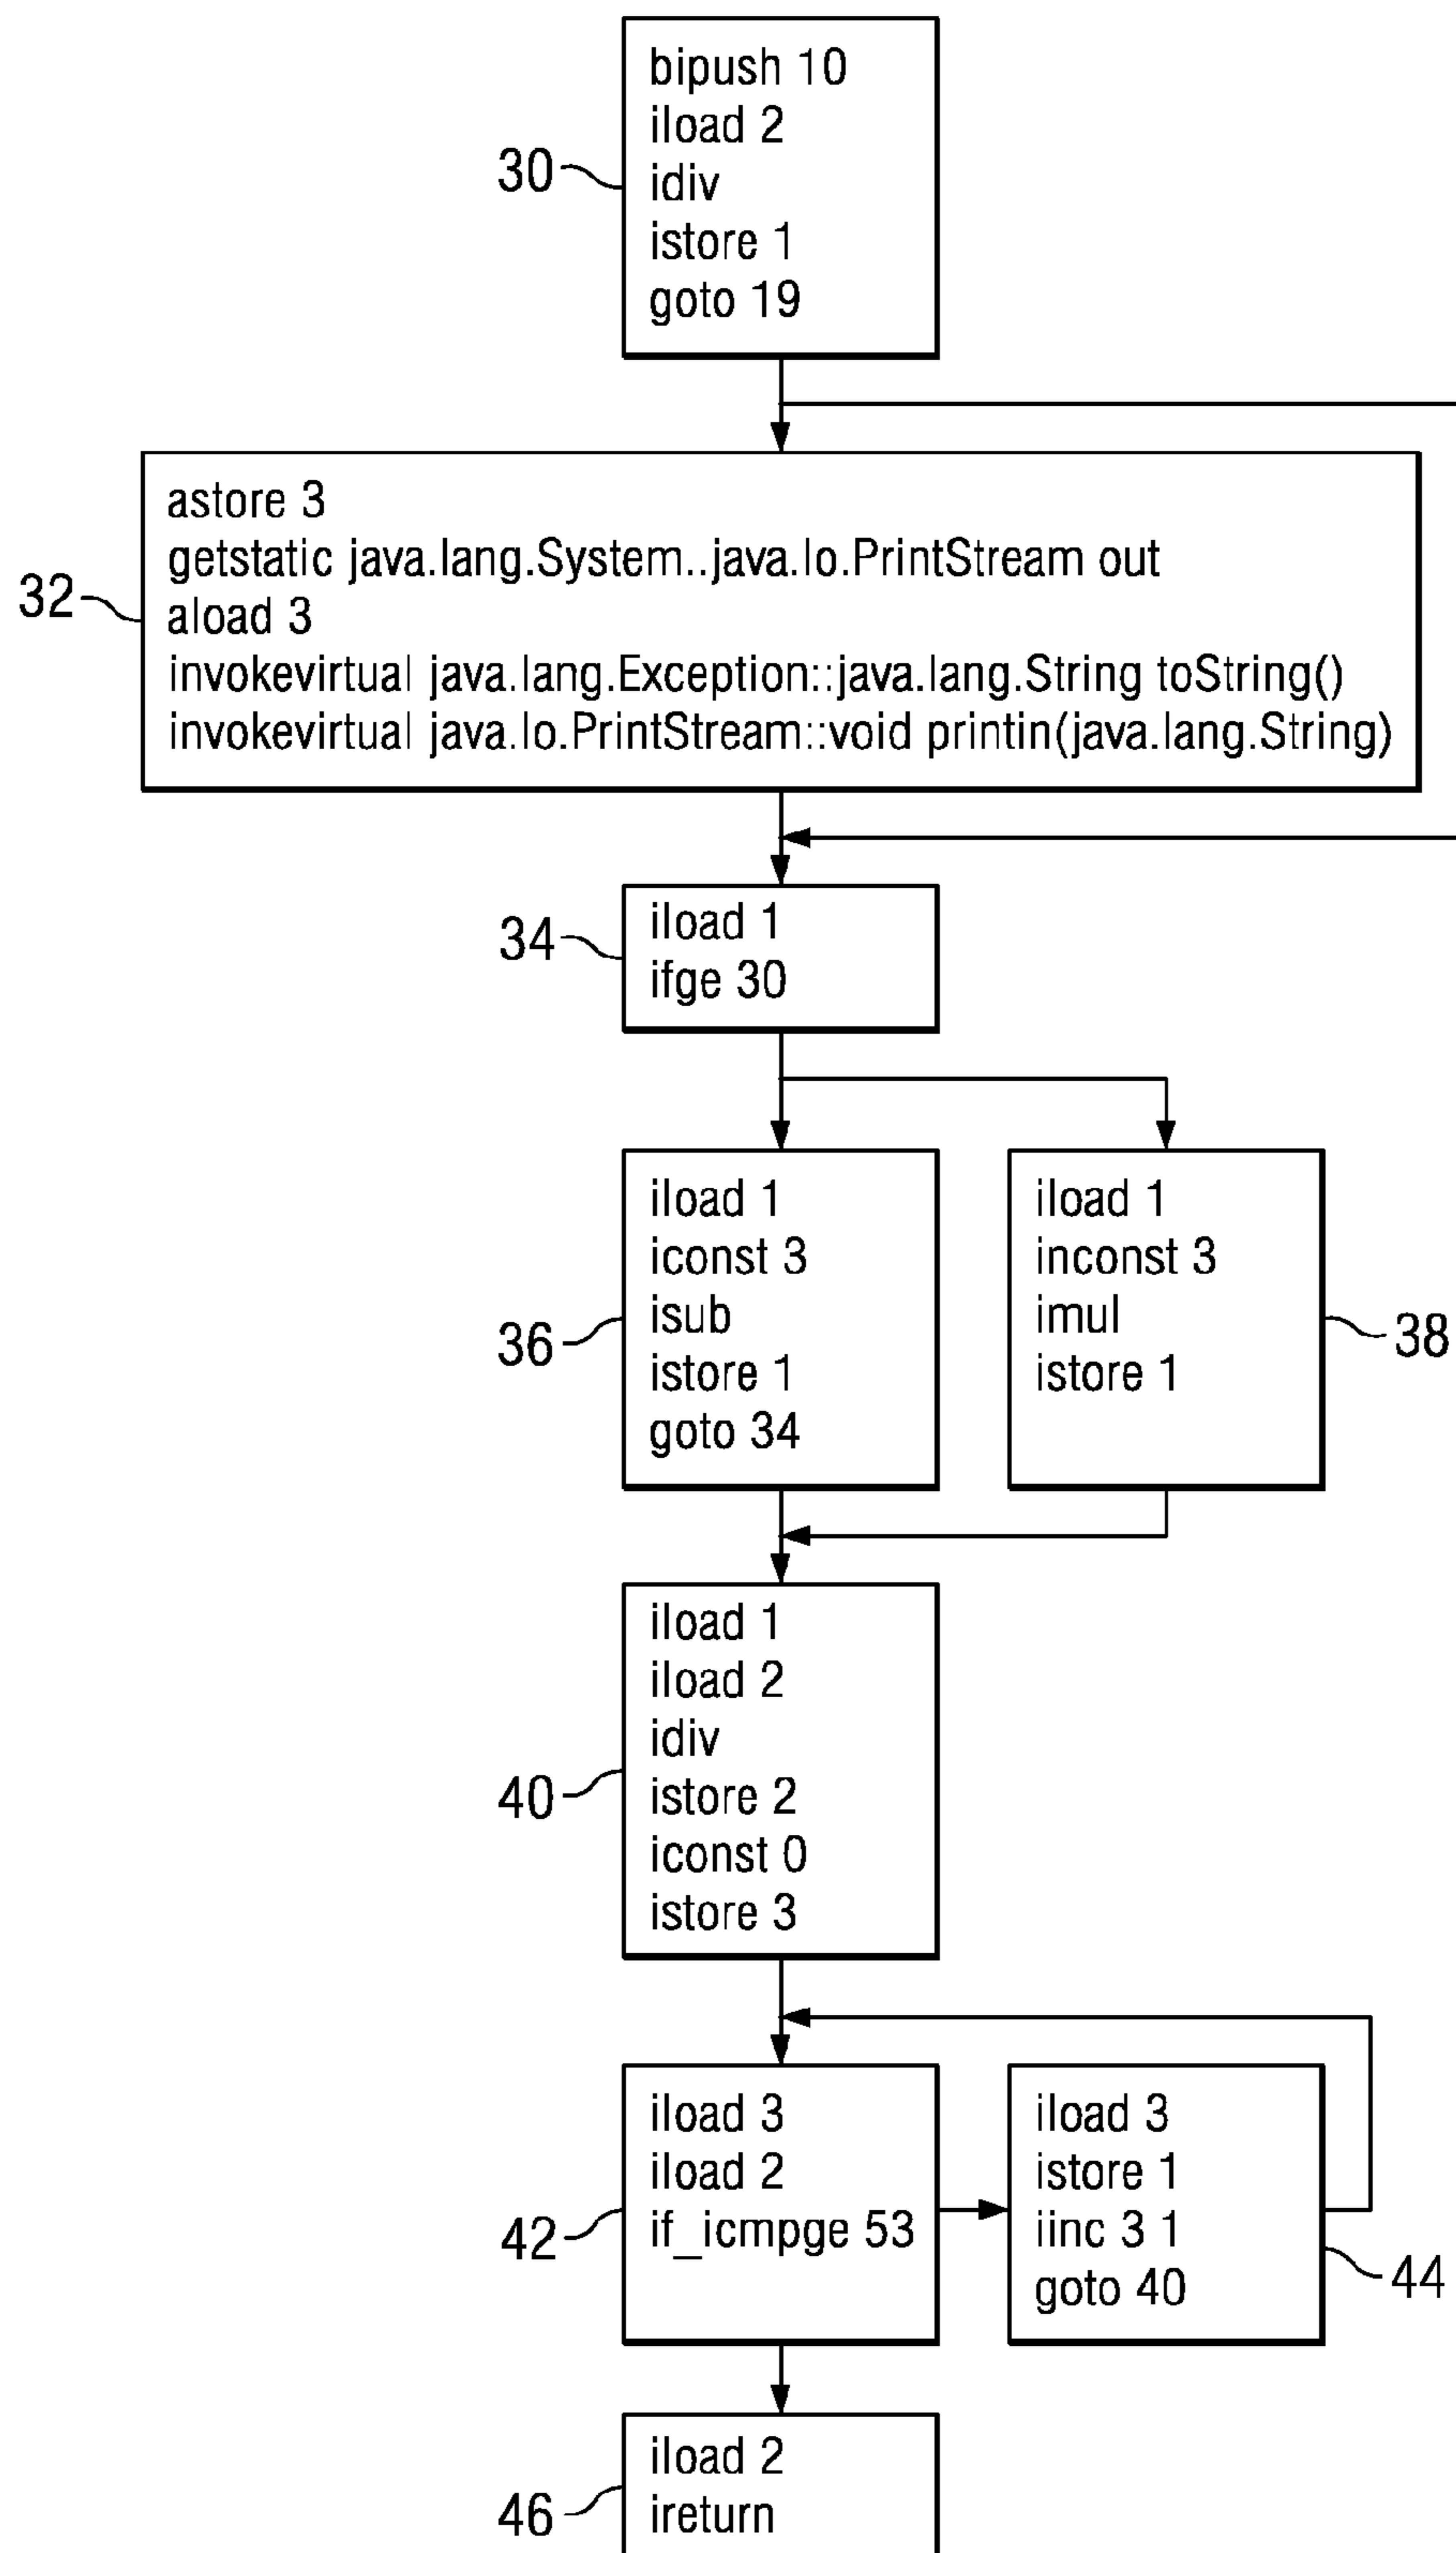 bipush 10
iload 2
idiv
istore 1
goto 19
30
astore 3
getstatic java.lang.System..java.lo.PrintStream out
aload 3
invokevirtual java.lang.Exception::java.lang.String toString()
invokevirtual java.lo.PrintStream::void printin(java.lang.String)
32
iload 1
ifge 30
34
iload 1
iconst 3
isub
istore 1
goto 34
36
iload 1
inconst 3
imul
istore 1
38
iload 1
iload 2
idiv
istore 2
iconst 0
istore 3
40
iload 3
iload 2
if_icmpge 53
42
iload 3
istore 1
iinc 3 1
goto 40
44
iload 2
ireturn
46